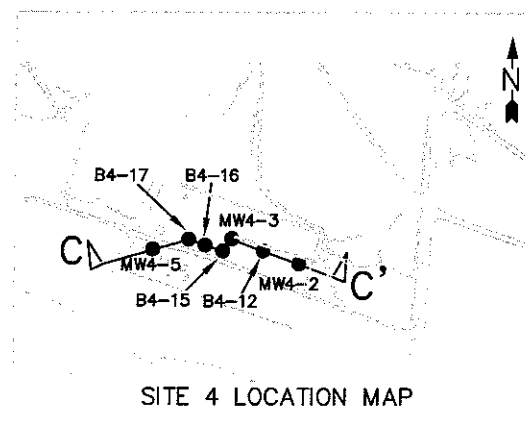 N
B4-17
B4-16
MW4-3
C
C'
MW4-5
MW4-2
B4-15
B4-12
SITE 4 LOCATION MAP